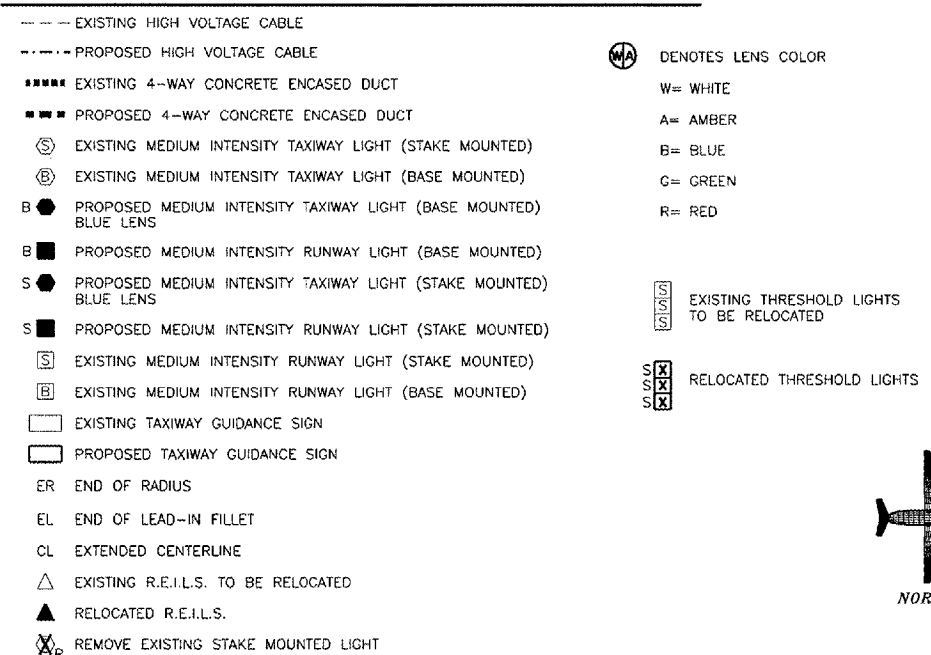 EXISTING HIGH VOLTAGE CABLE
PROPOSED HIGH VOLTAGE CABLE
EXISTING 4-WAY CONCRETE ENCASED DUCT
PROPOSED 4-WAY CONCRETE ENCASED DUCT
S EXISTING MEDIUM INTENSITY TAXIWAY LIGHT (STAKE MOUNTED)
B EXISTING MEDIUM INTENSITY TAXIWAY LIGHT (BASE MOUNTED)
B PROPOSED MEDIUM INTENSITY TAXIWAY LIGHT (BASE MOUNTED)
BLUE LENS
B PROPOSED MEDIUM INTENSITY RUNWAY LIGHT (BASE MOUNTED)
S PROPOSED MEDIUM INTENSITY TAXIWAY LIGHT (STAKE MOUNTED)
BLUE LENS
S PROPOSED MEDIUM INTENSITY RUNWAY LIGHT (STAKE MOUNTED)
S EXISTING MEDIUM INTENSITY RUNWAY LIGHT (STAKE MOUNTED)
B EXISTING MEDIUM INTENSITY RUNWAY LIGHT (BASE MOUNTED)
EXISTING TAXIWAY GUIDANCE SIGN
PROPOSED TAXIWAY GUIDANCE SIGN
ER END OF RADIUS
EL END OF LEAD-IN FILLET
CL EXTENDED CENTERLINE
EXISTING R.E.I.L.S. TO BE RELOCATED
RELOCATED R.E.I.L.S.
X R REMOVE EXISTING STAKE MOUNTED LIGHT
W A DENOTES LENS COLOR
W= WHITE
A= AMBER
B= BLUE
G= GREEN
R= RED
S
S
S
EXISTING THRESHOLD LIGHTS
TO BE RELOCATED
S X
S X
S X
RELOCATED THRESHOLD LIGHTS
NOR